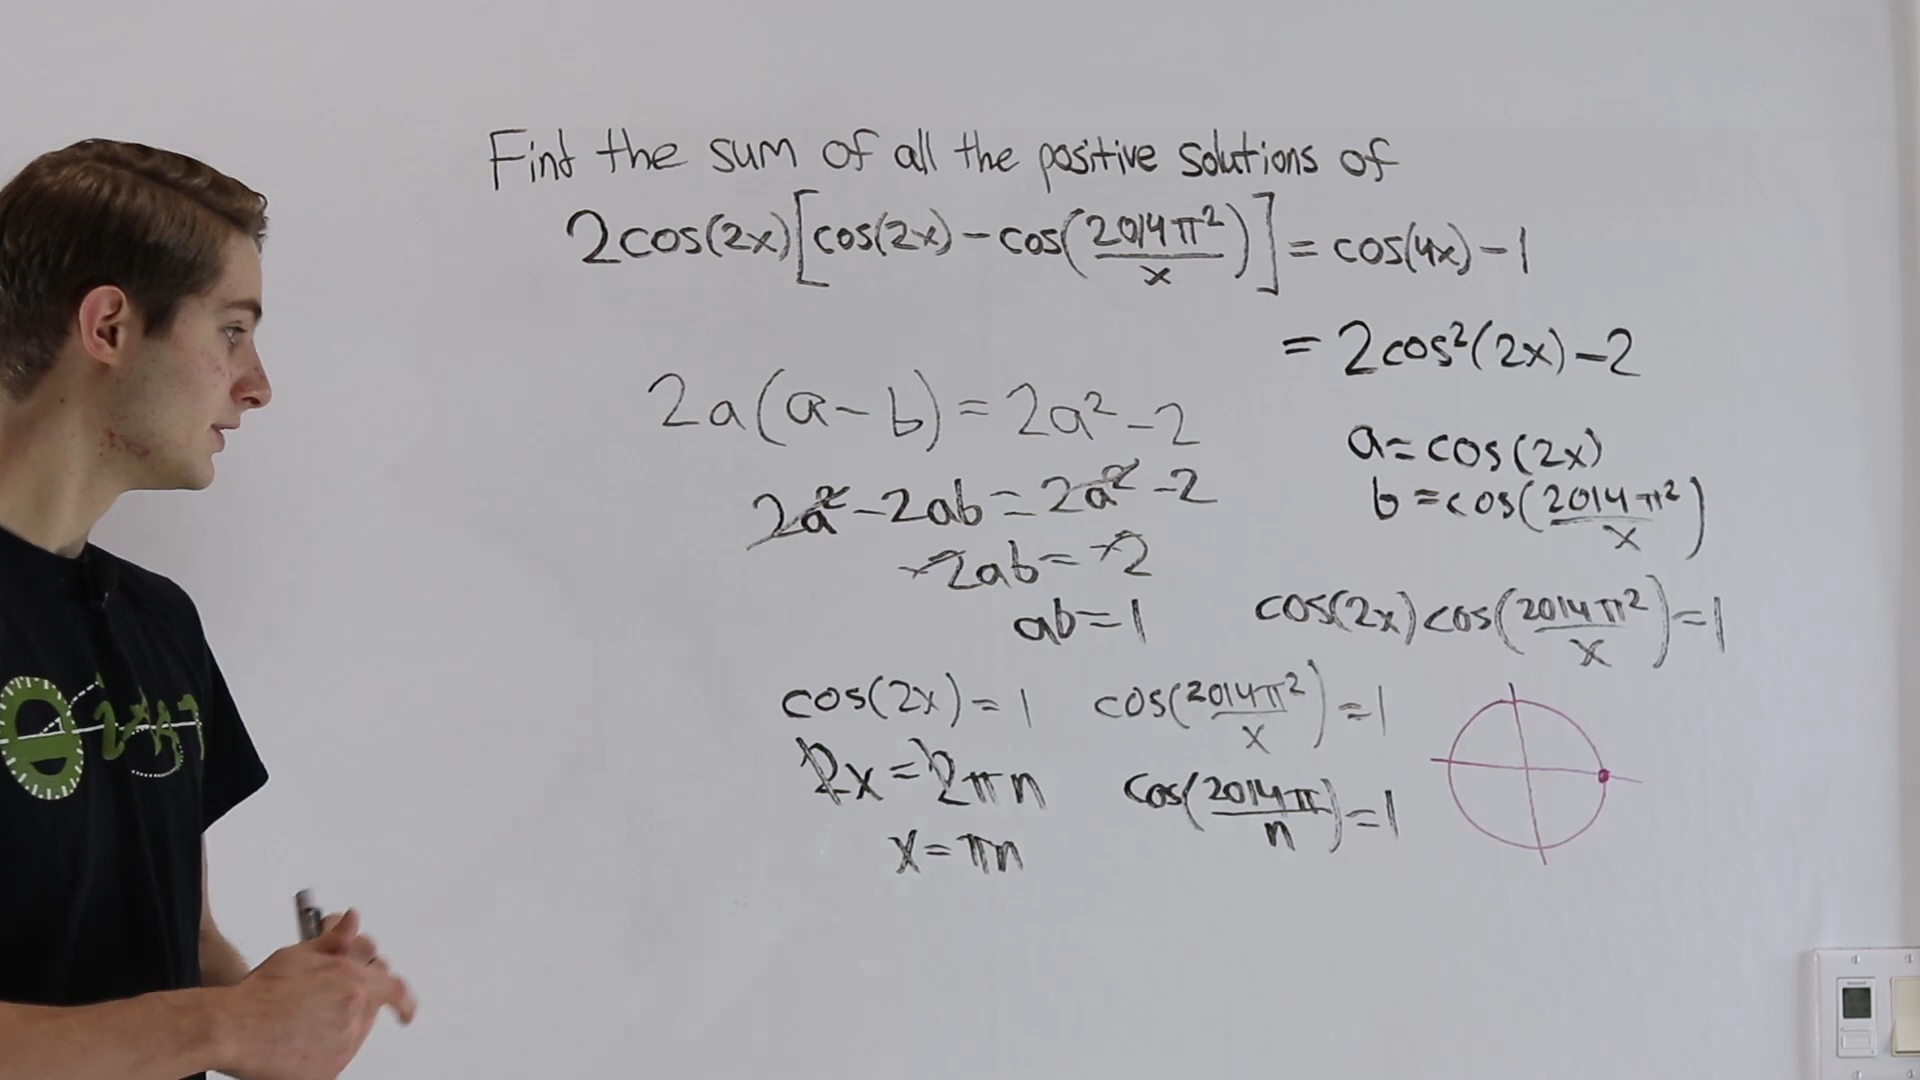 Find the sum of all the positive solutions of
2cos(2x)[cos(2x) - cos(2014π²/x)] = cos(4x) - 1
= 2cos²(2x) - 2
2a(a - b) = 2a² - 2
a = cos(2x)
2a² - 2ab = 2a² - 2
b = cos(2014π²/x)
-2ab = -2
ab = 1
cos(2x)cos(2014π²/x) = 1
cos(2x) = 1
cos(2014π²/x) = 1
2x = 2πn
cos(2014π/n) = 1
x = πn